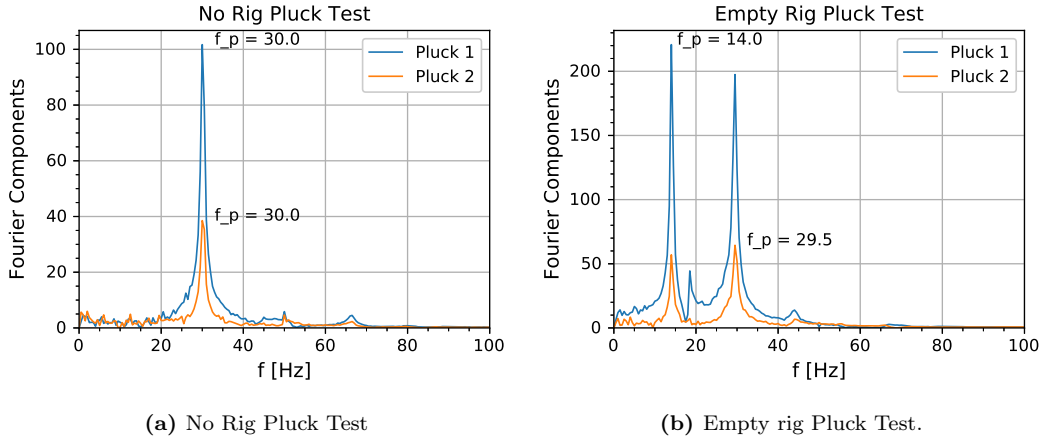 No Rig Pluck Test
f_p = 30.0
f_p = 30.0
Pluck 1
Pluck 2
Fourier Components
0
20
40
60
80
100
0 20 40 60 80 100
f [Hz]
(a) No Rig Pluck Test
Empty Rig Pluck Test
f_p = 14.0
f_p = 29.5
Pluck 1
Pluck 2
Fourier Components
0
50
100
150
200
0 20 40 60 80 100
f [Hz]
(b) Empty rig Pluck Test.